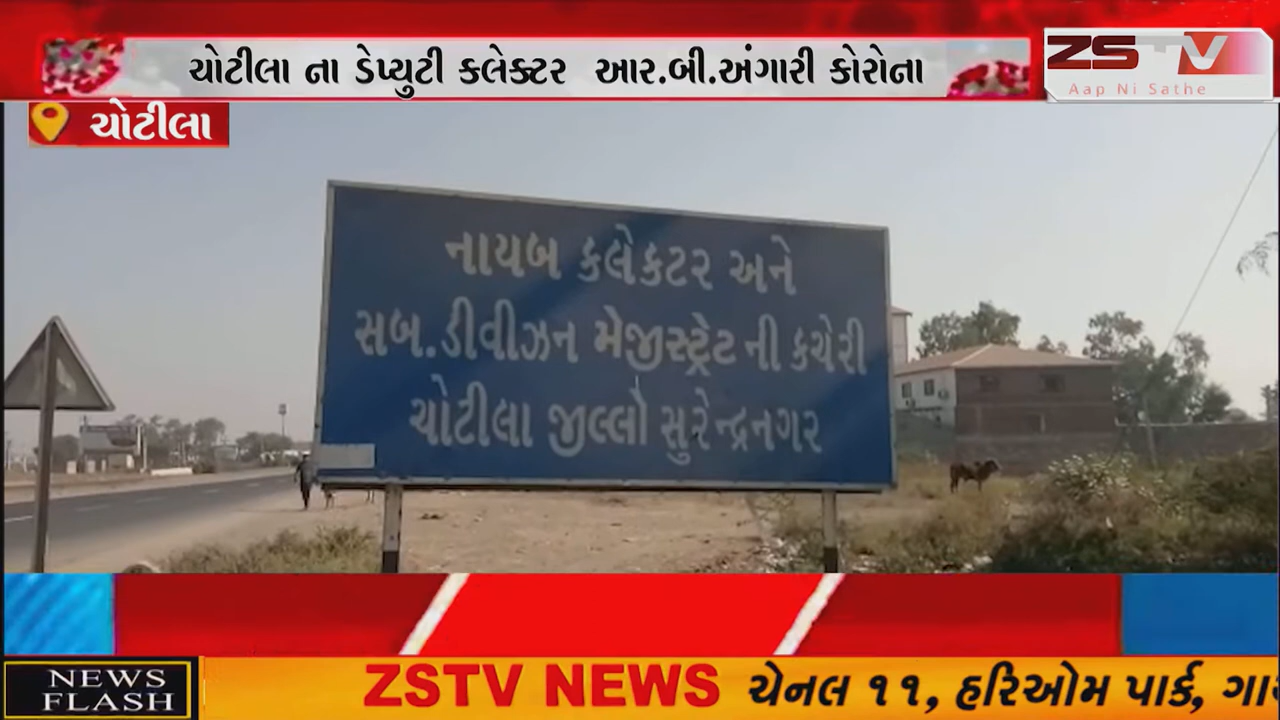 ચોટીલા ના ડેપ્યુટી કલેક્ટર આર.બી.અંગારી કોરોના
ZSTV
Aap Ni Sathe
ચોટીલા
નાયબ કલેકટર અને
સબ.ડીવીઝન મેજીસ્ટ્રેટ ની કચેરી
ચોટીલા જીલ્લો સુરેન્દ્રનગર
NEWS FLASH
ZSTV NEWS ચેનલ ૧૧, હરિઓમ પાર્ક,